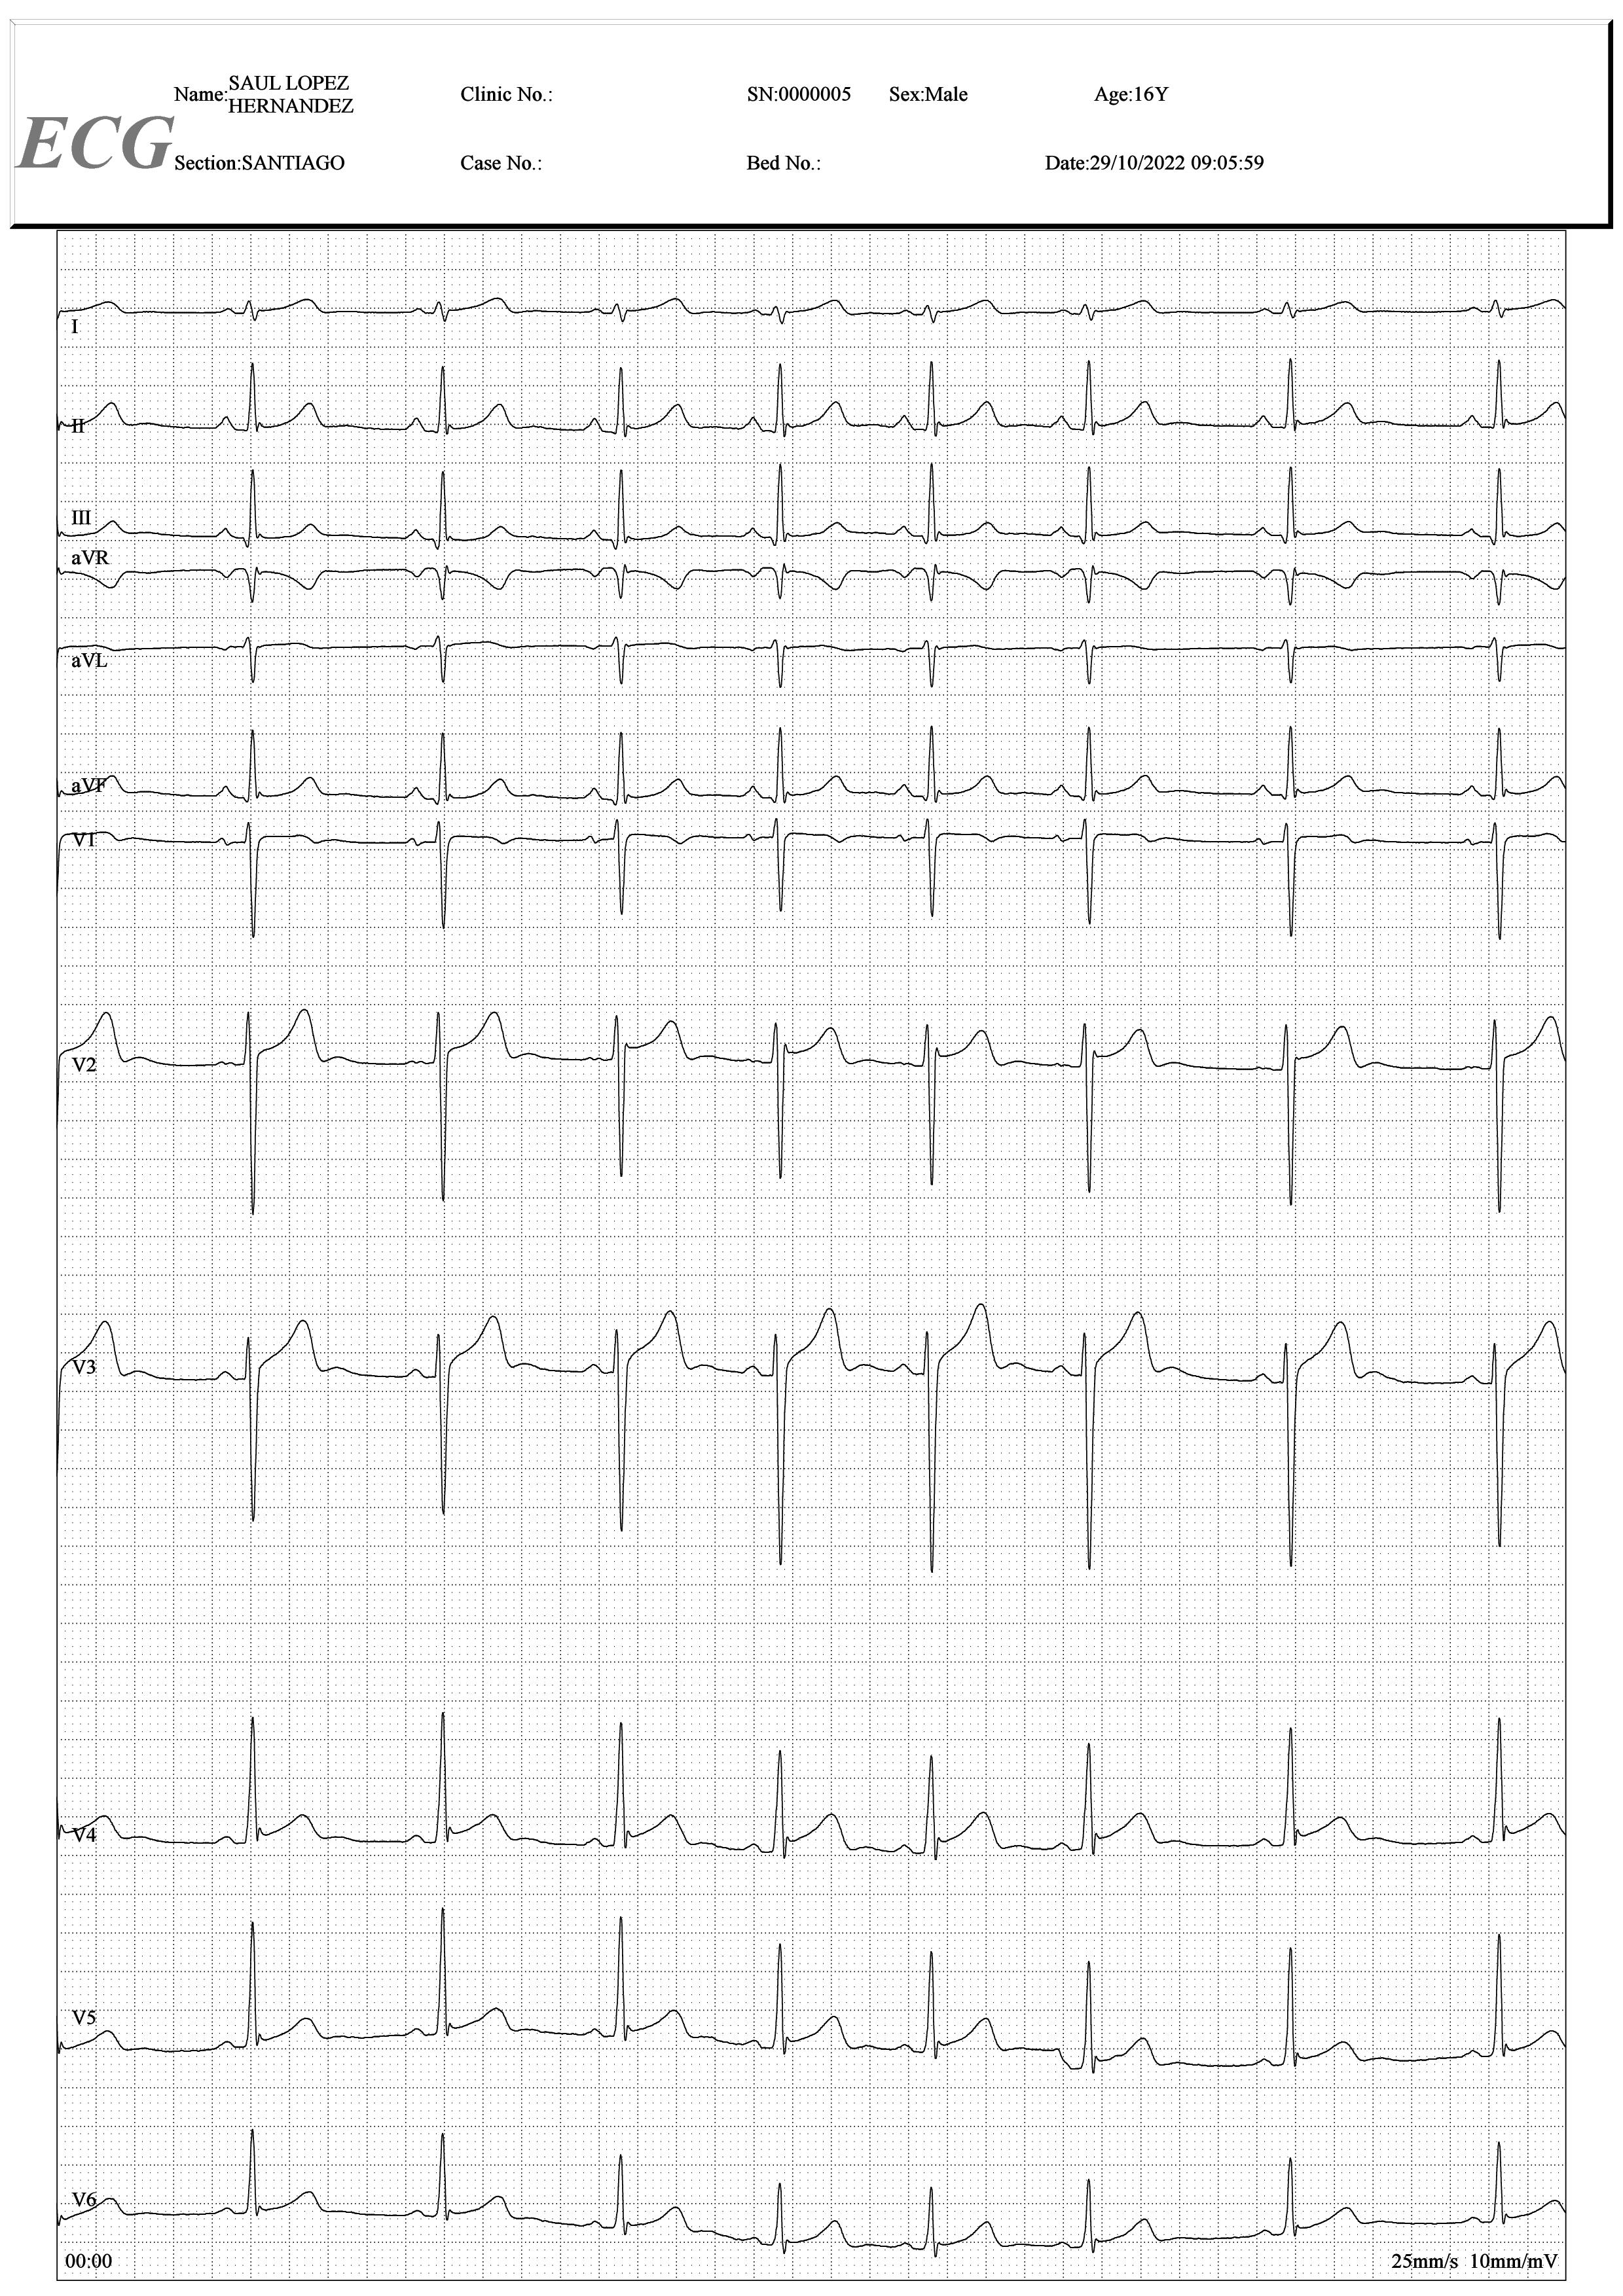 ECG
Name:SAUL LOPEZ HERNANDEZ
Clinic No.:
SN:0000005
Sex:Male
Age:16Y
Section:SANTIAGO
Case No.:
Bed No.:
Date:29/10/2022 09:05:59
I
II
III
aVR
aVL
aVF
V1
V2
V3
V4
V5
V6
00:00
25mm/s 10mm/mV